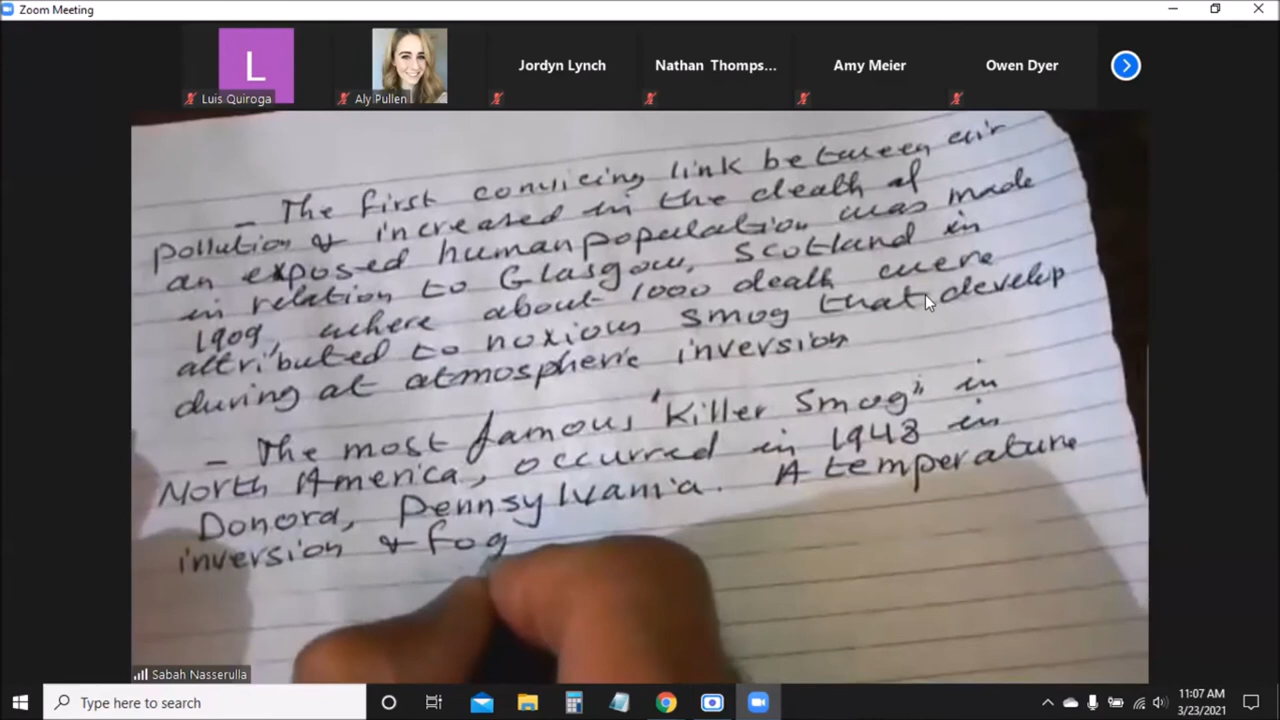 Zoom Meeting
L
Luis Quiroga
Aly Pullen
Jordyn Lynch
Nathan Thomps...
Amy Meier
Owen Dyer
- The first convicing link between air
pollution & increased in the death of
an exposed human population was made
in relation to Glasgow, Scotland in
1909, where about 1000 death were
attributed to noxious smog that develop
during at atmospheric inversion
- The most famous "Killer Smog" in
North America, occurred in 1948 in
Donora, Pennsylvania. A temperature
inversion & fog
Sabah Nasserulla
Type here to search
11:07 AM
3/23/2021